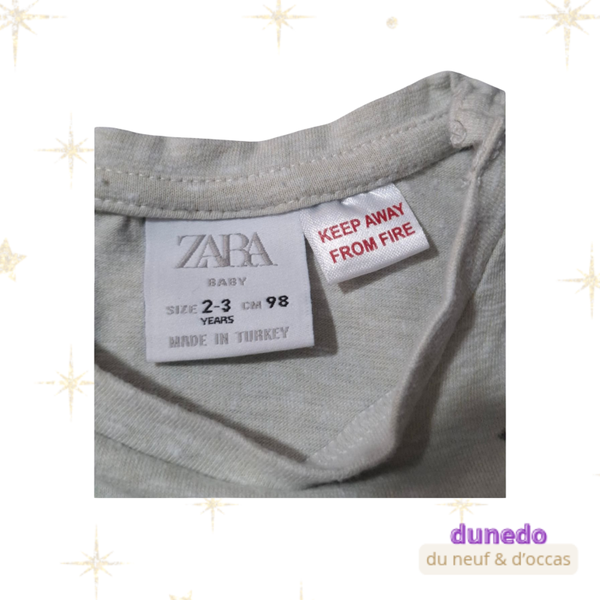 ZARA
BABY
SIZE 2-3 CM 98
YEARS
MADE IN TURKEY
KEEP AWAY
FROM FIRE
dunedo
du neuf & d'occas